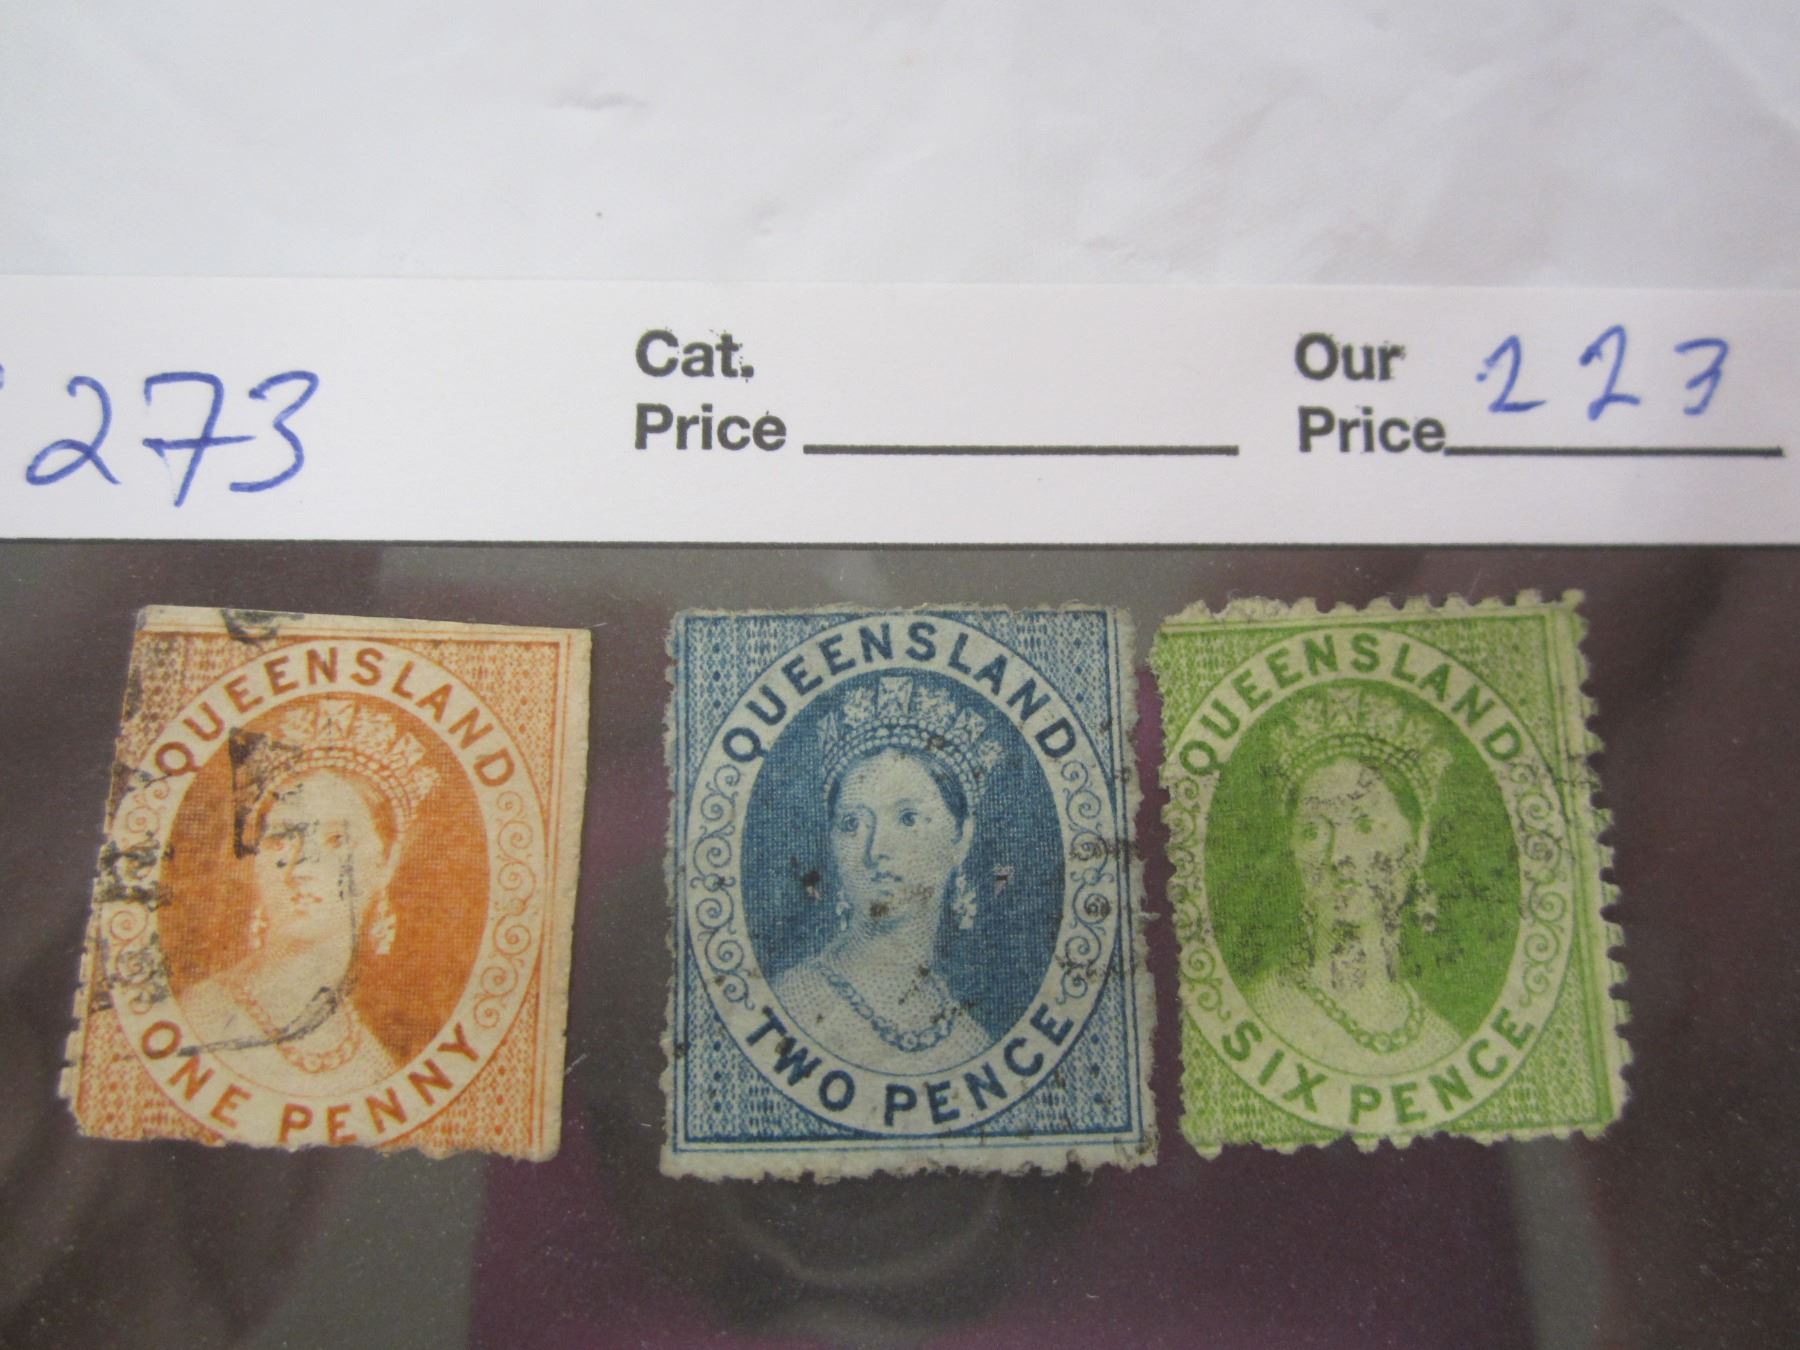 273
Cat.
Price
Our 223
Price
QUEENSLAND
ONE PENNY
QUEENSLAND
TWO PENCE
QUEENSLAND
SIX PENCE